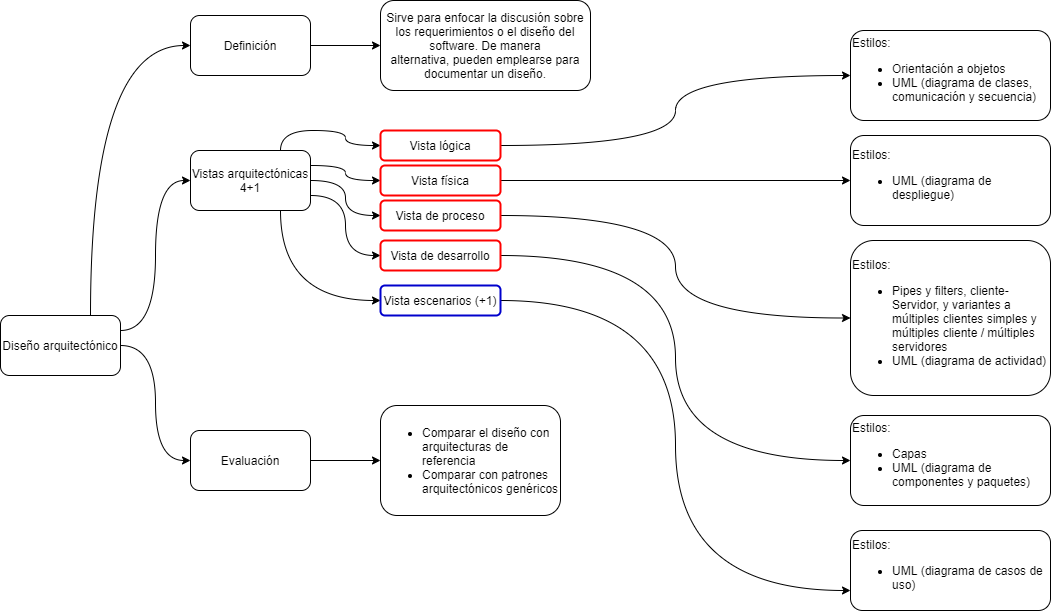 Diseño arquitectónico
Definición
Sirve para enfocar la discusión sobre
los requerimientos o el diseño del
software. De manera
alternativa, pueden emplearse para
documentar un diseño.
Vistas arquitectónicas
4+1
Vista lógica
Estilos:
• Orientación a objetos
• UML (diagrama de clases,
comunicación y secuencia)
Vista física
Estilos:
• UML (diagrama de
despliegue)
Vista de proceso
Estilos:
• Pipes y filters, cliente-
Servidor, y variantes a
múltiples clientes simples y
múltiples cliente / múltiples
servidores
• UML (diagrama de actividad)
Vista de desarrollo
Estilos:
• Capas
• UML (diagrama de
componentes y paquetes)
Vista escenarios (+1)
Estilos:
• UML (diagrama de casos de
uso)
Evaluación
• Comparar el diseño con
arquitecturas de
referencia
• Comparar con patrones
arquitectónicos genéricos